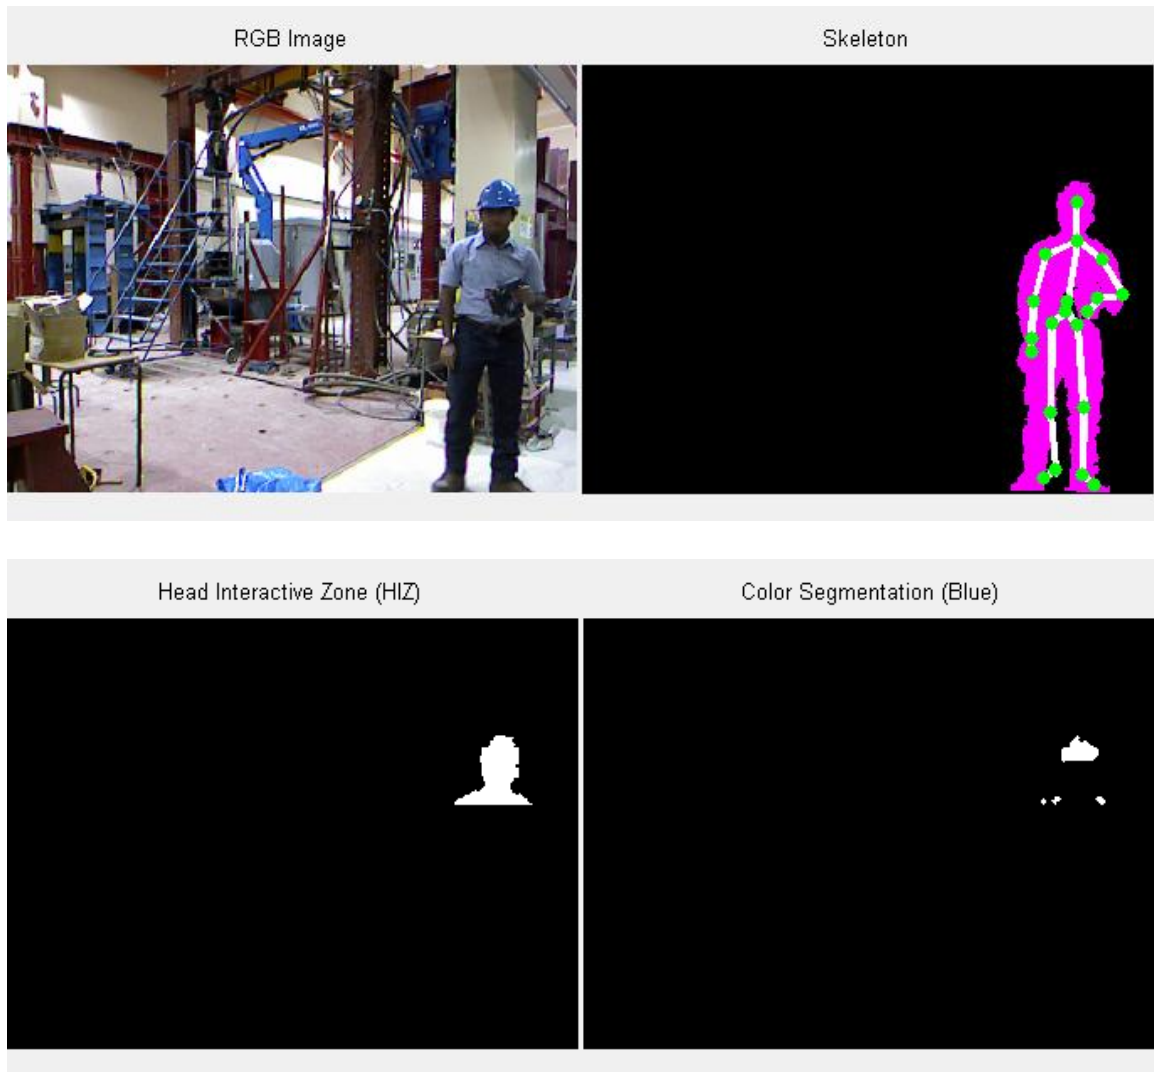 RGB Image
Skeleton
Head Interactive Zone (HIZ)
Color Segmentation (Blue)